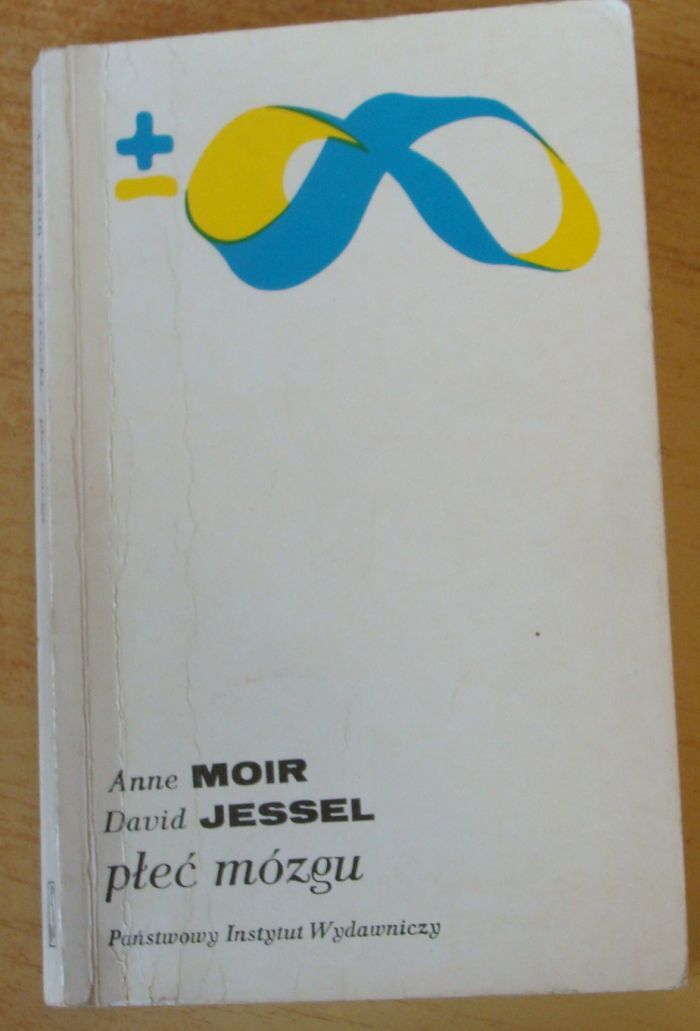 ±
Anne MOIR
David JESSEL
płeć mózgu
Państwowy Instytut Wydawniczy